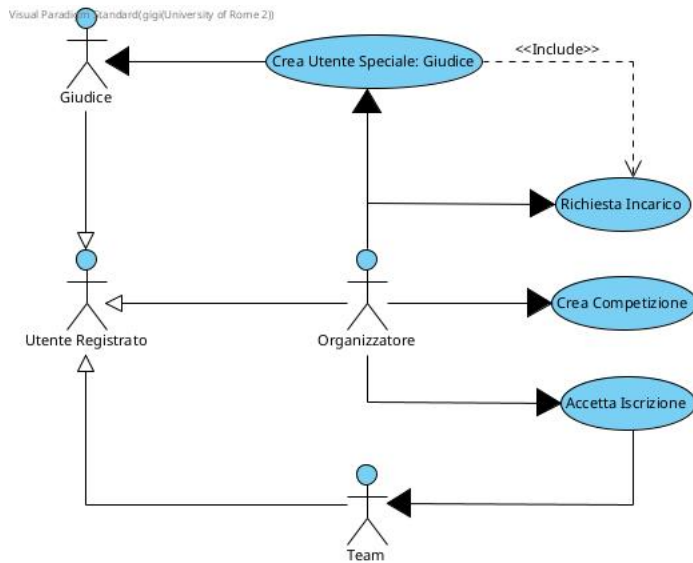 Visual Paradigm Standard(gigi(University of Rome 2))
Crea Utente Speciale: Giudice
<<Include>>
Giudice
Richiesta Incarico
Utente Registrato
Organizzatore
Crea Competizione
Accetta Iscrizione
Team